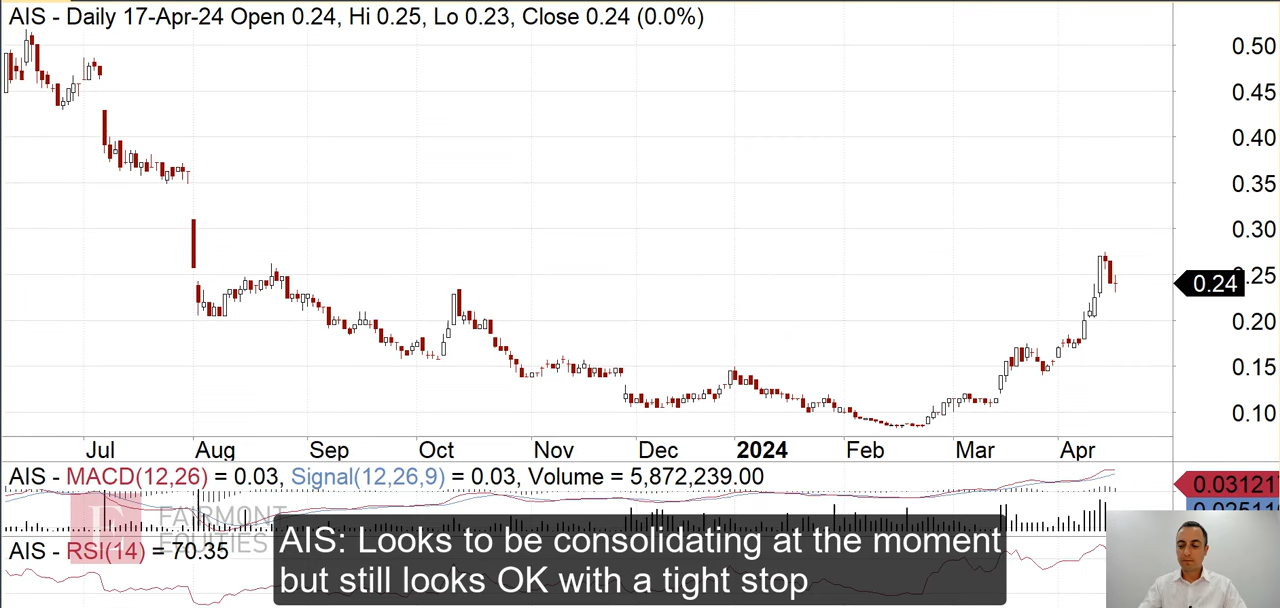 AIS - Daily 17-Apr-24 Open 0.24, Hi 0.25, Lo 0.23, Close 0.24 (0.0%)
0.50
0.45
0.40
0.35
0.30
0.25
0.24
0.20
0.15
0.10
Jul Aug Sep Oct Nov Dec 2024 Feb Mar Apr
AIS - MACD(12,26) = 0.03, Signal(12,26,9) = 0.03, Volume = 5,872,239.00
0.03121
FAIRMONT
EQUITIES
AIS - RSI(14) = 70.35
AIS: Looks to be consolidating at the moment
but still looks OK with a tight stop